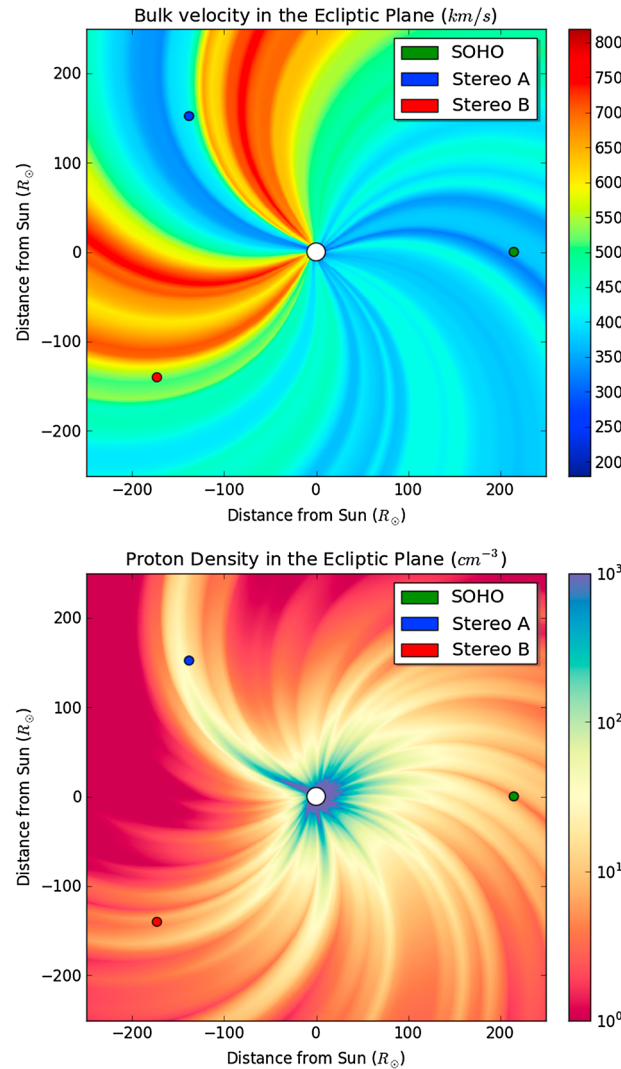 Bulk velocity in the Ecliptic Plane (km/s)
SOHO
Stereo A
Stereo B
Distance from Sun (R⊙)
200
100
0
−100
−200
−200 −100 0 100 200
Distance from Sun (R⊙)
800
750
700
650
600
550
500
450
400
350
300
250
200
Proton Density in the Ecliptic Plane (cm⁻³)
SOHO
Stereo A
Stereo B
Distance from Sun (R⊙)
200
100
0
−100
−200
−200 −100 0 100 200
Distance from Sun (R⊙)
10³
10²
10¹
10⁰